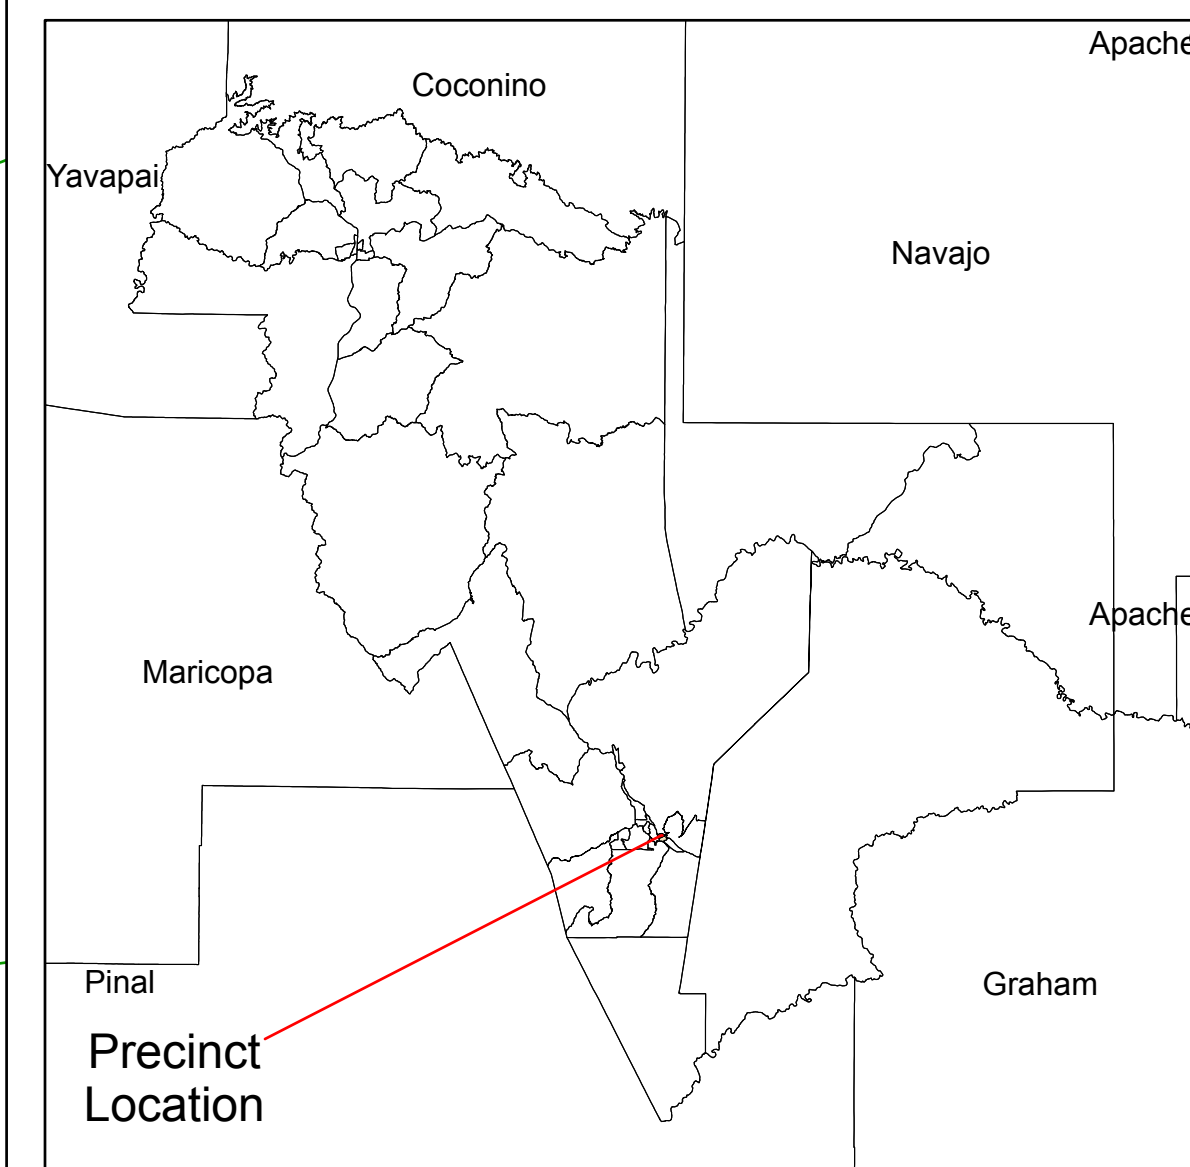 Apache
Coconino
Yavapai
Navajo
Apache
Maricopa
Pinal
Graham
Precinct
Location